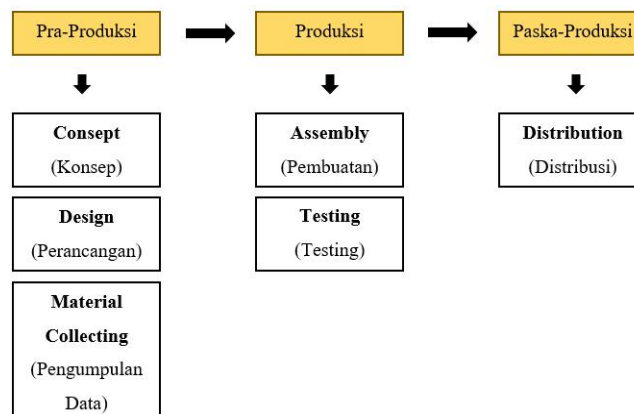 Pra-Produksi
Produksi
Paska-Produksi
Consept
(Konsep)
Design
(Perancangan)
Material
Collecting
(Pengumpulan
Data)
Assembly
(Pembuatan)
Testing
(Testing)
Distribution
(Distribusi)